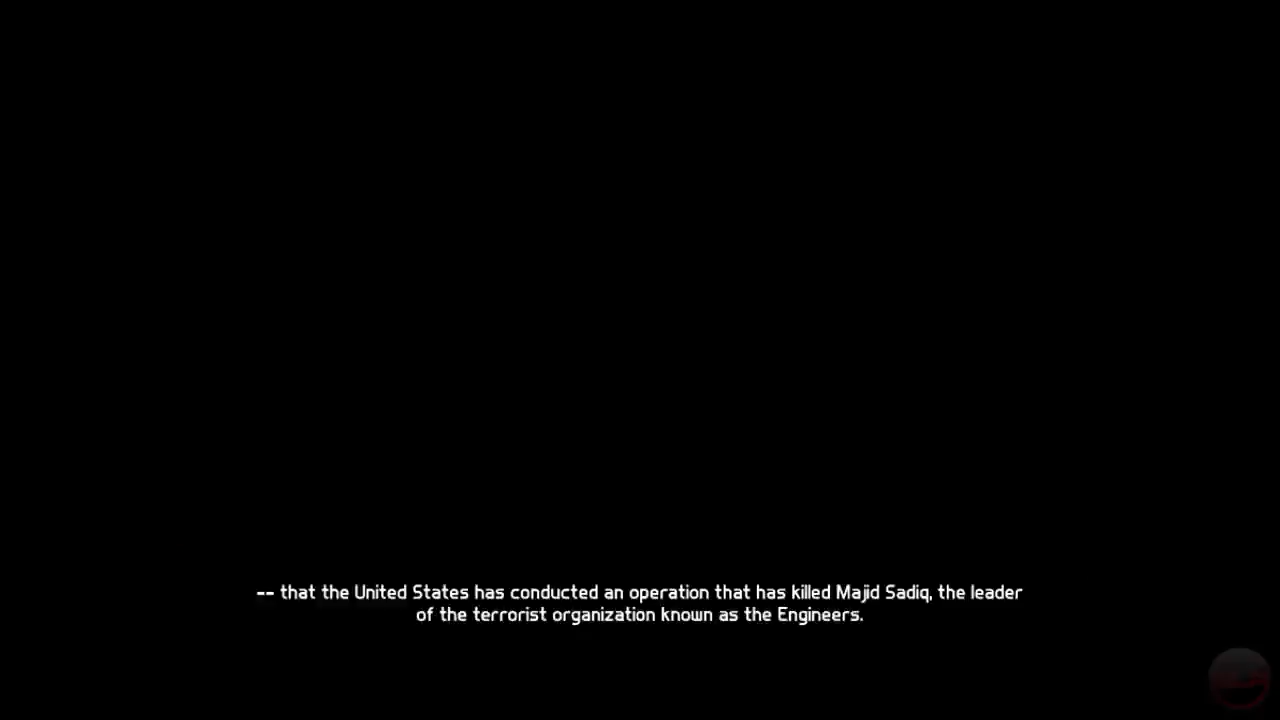 -- that the United States has conducted an operation that has killed Majid Sadiq, the leader
of the terrorist organization known as the Engineers.